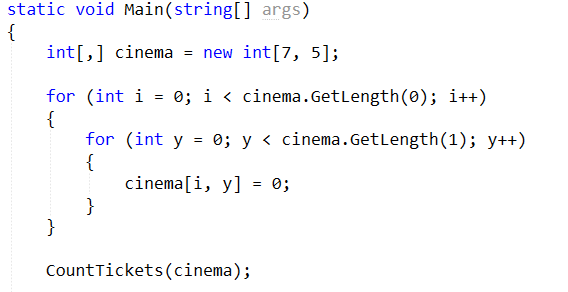 static void Main(string[] args)
{
    int[,] cinema = new int[7, 5];

    for (int i = 0; i < cinema.GetLength(0); i++)
    {
        for (int y = 0; y < cinema.GetLength(1); y++)
        {
            cinema[i, y] = 0;
        }
    }

    CountTickets(cinema);